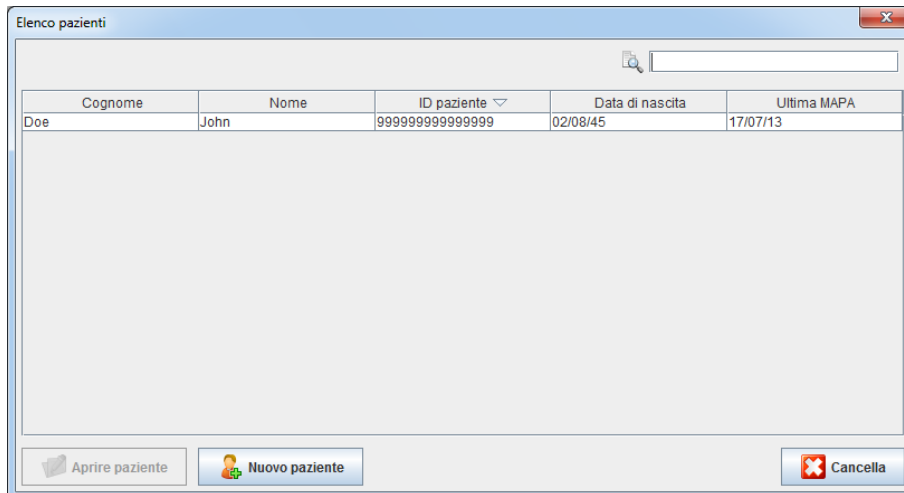 Elenco pazienti
Cognome Nome ID paziente Data di nascita Ultima MAPA
Doe John 999999999999999 02/08/45 17/07/13
Aprire paziente Nuovo paziente Cancella